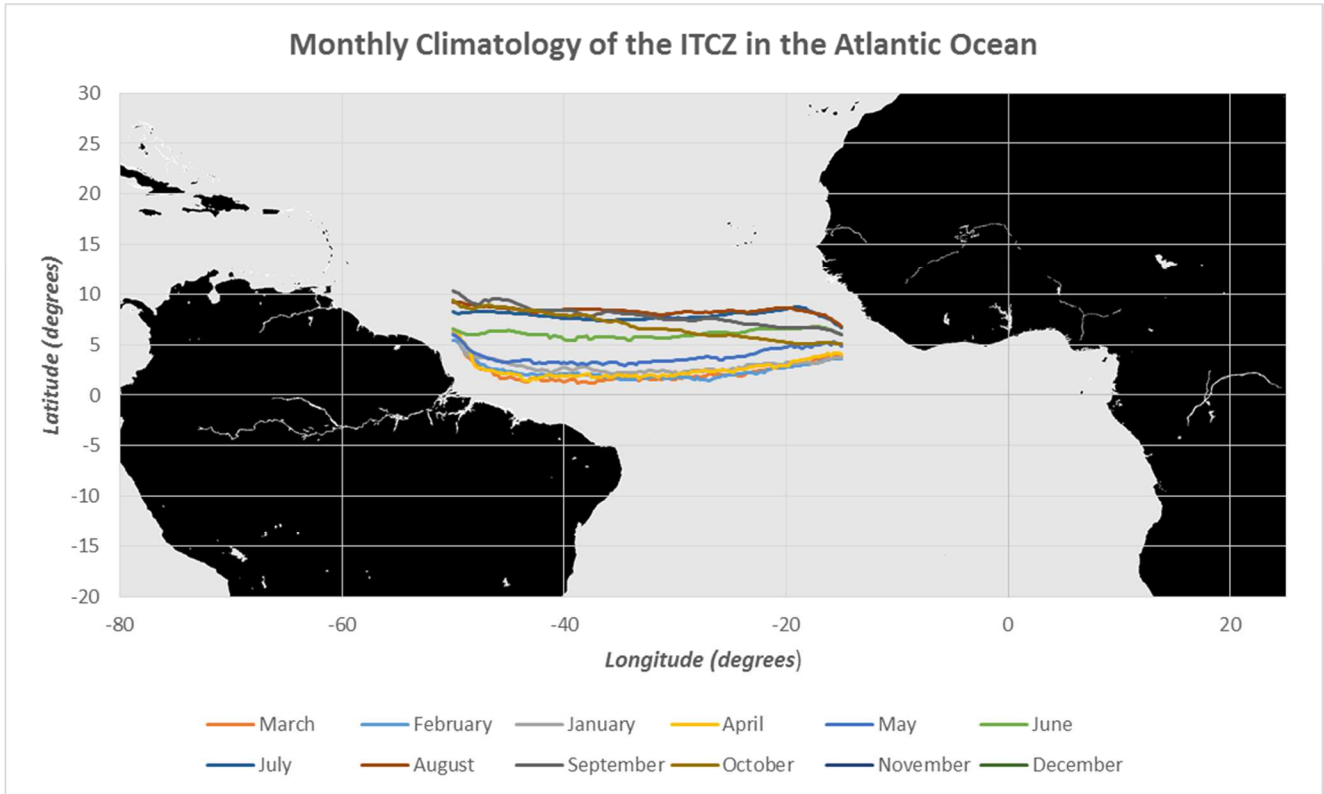 Monthly Climatology of the ITCZ in the Atlantic Ocean
30
25
20
15
10
5
0
-5
-10
-15
-20
Latitude (degrees)
-80 -60 -40 -20 0 20
Longitude (degrees)
March February January April May June
July August September October November December